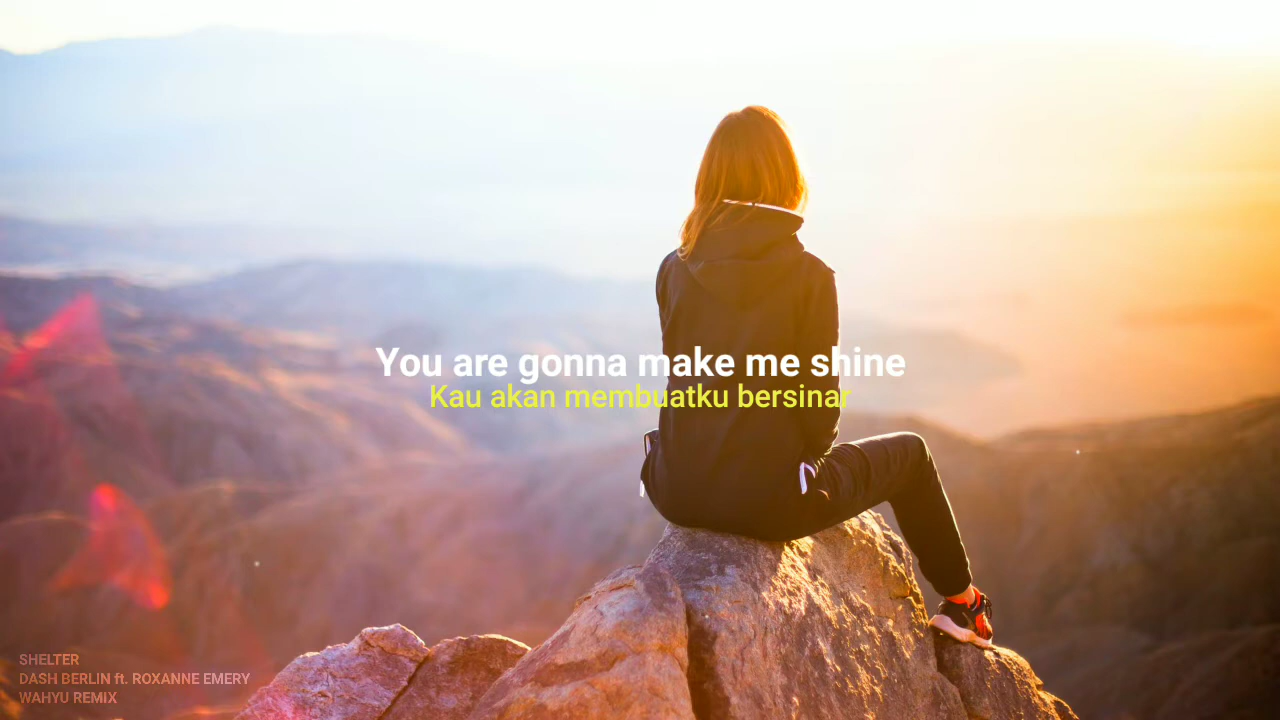 You are gonna make me shine
Kau akan membuatku bersinar
SHELTER
DASH BERLIN ft. ROXANNE EMERY
WAHYU REMIX